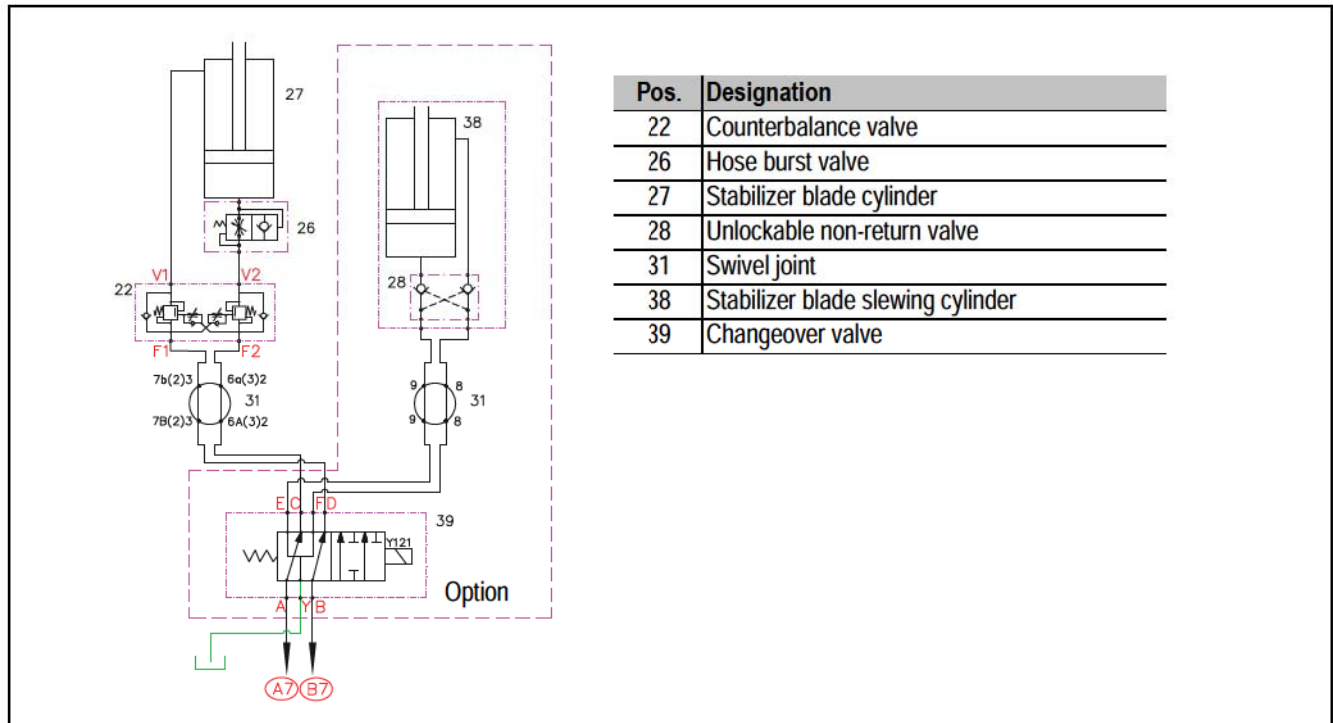 27
38
26
28
V1 V2
22
F1 F2
7b(2)3 6a(3)2
31
7B(2)3 6A(3)2
9 8
31
9 8
E C F D
39
Y121
Option
A Y B
A7 B7
Pos. Designation
22 Counterbalance valve
26 Hose burst valve
27 Stabilizer blade cylinder
28 Unlockable non-return valve
31 Swivel joint
38 Stabilizer blade slewing cylinder
39 Changeover valve